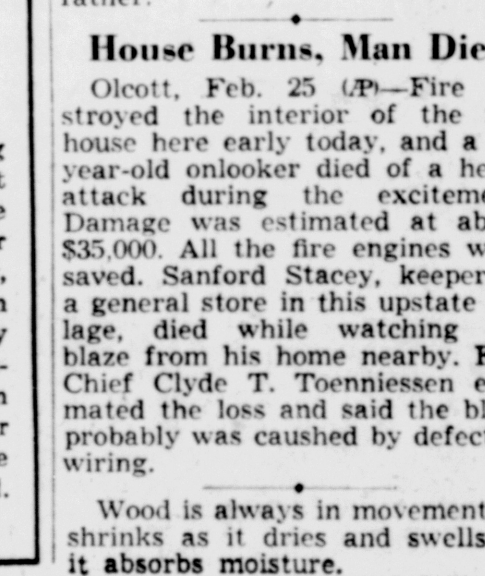 rather.
House Burns, Man Die
Olcott, Feb. 25 (AP)—Fire
stroyed the interior of the
house here early today, and a
year-old onlooker died of a he
attack during the exciteme
Damage was estimated at ab
$35,000. All the fire engines w
saved. Sanford Stacey, keeper
a general store in this upstate
lage, died while watching
blaze from his home nearby. F
Chief Clyde T. Toenniessen e
mated the loss and said the bl
probably was caushed by defec
wiring.
Wood is always in movement
shrinks as it dries and swells
it absorbs moisture.